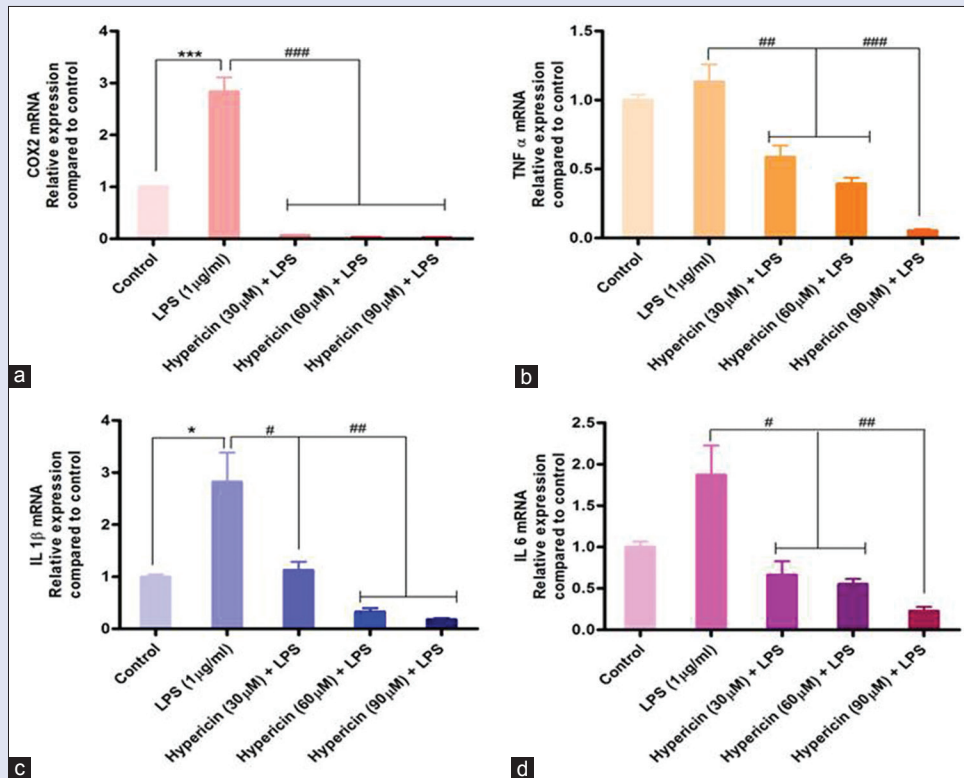 COX2 mRNA
Relative expression
compared to control
4
3
2
1
0
***
###
Control
LPS (1μg/ml)
Hypericin (30μM) + LPS
Hypericin (60μM) + LPS
Hypericin (90μM) + LPS
a
TNF α mRNA
Relative expression
compared to control
1.5
1.0
0.5
0.0
##
###
Control
LPS (1μg/ml)
Hypericin (30μM) + LPS
Hypericin (60μM) + LPS
Hypericin (90μM) + LPS
b
IL 1β mRNA
Relative expression
compared to control
4
3
2
1
0
*
#
##
Control
LPS (1μg/ml)
Hypericin (30μM) + LPS
Hypericin (60μM) + LPS
Hypericin (90μM) + LPS
c
IL 6 mRNA
Relative expression
compared to control
2.5
2.0
1.5
1.0
0.5
0.0
#
##
Control
LPS (1μg/ml)
Hypericin (30μM) + LPS
Hypericin (60μM) + LPS
Hypericin (90μM) + LPS
d